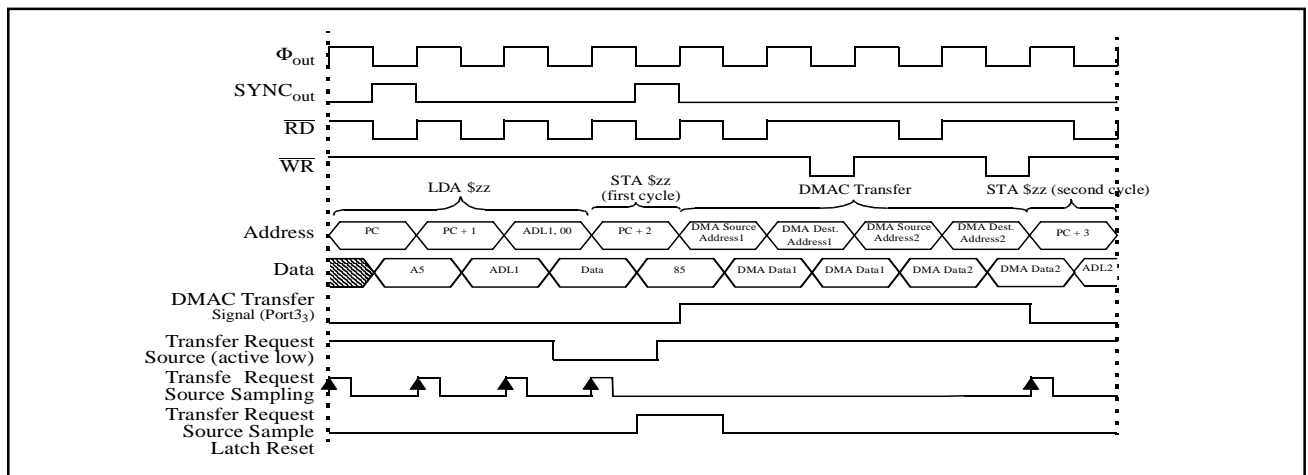 Φout
SYNCout
RD
WR
LDA $zz
STA $zz
(first cycle)
DMAC Transfer
STA $zz (second cycle)
Address
PC
PC + 1
ADL1, 00
PC + 2
DMA Source
Address1
DMA Dest.
Address1
DMA Source
Address2
DMA Dest.
Address2
PC + 3
Data
A5
ADL1
Data
85
DMA Data1
DMA Data1
DMA Data2
DMA Data2
ADL2
DMAC Transfer
Signal (Port33)
Transfer Request
Source (active low)
Transfe Request
Source Sampling
Transfer Request
Source Sample
Latch Reset